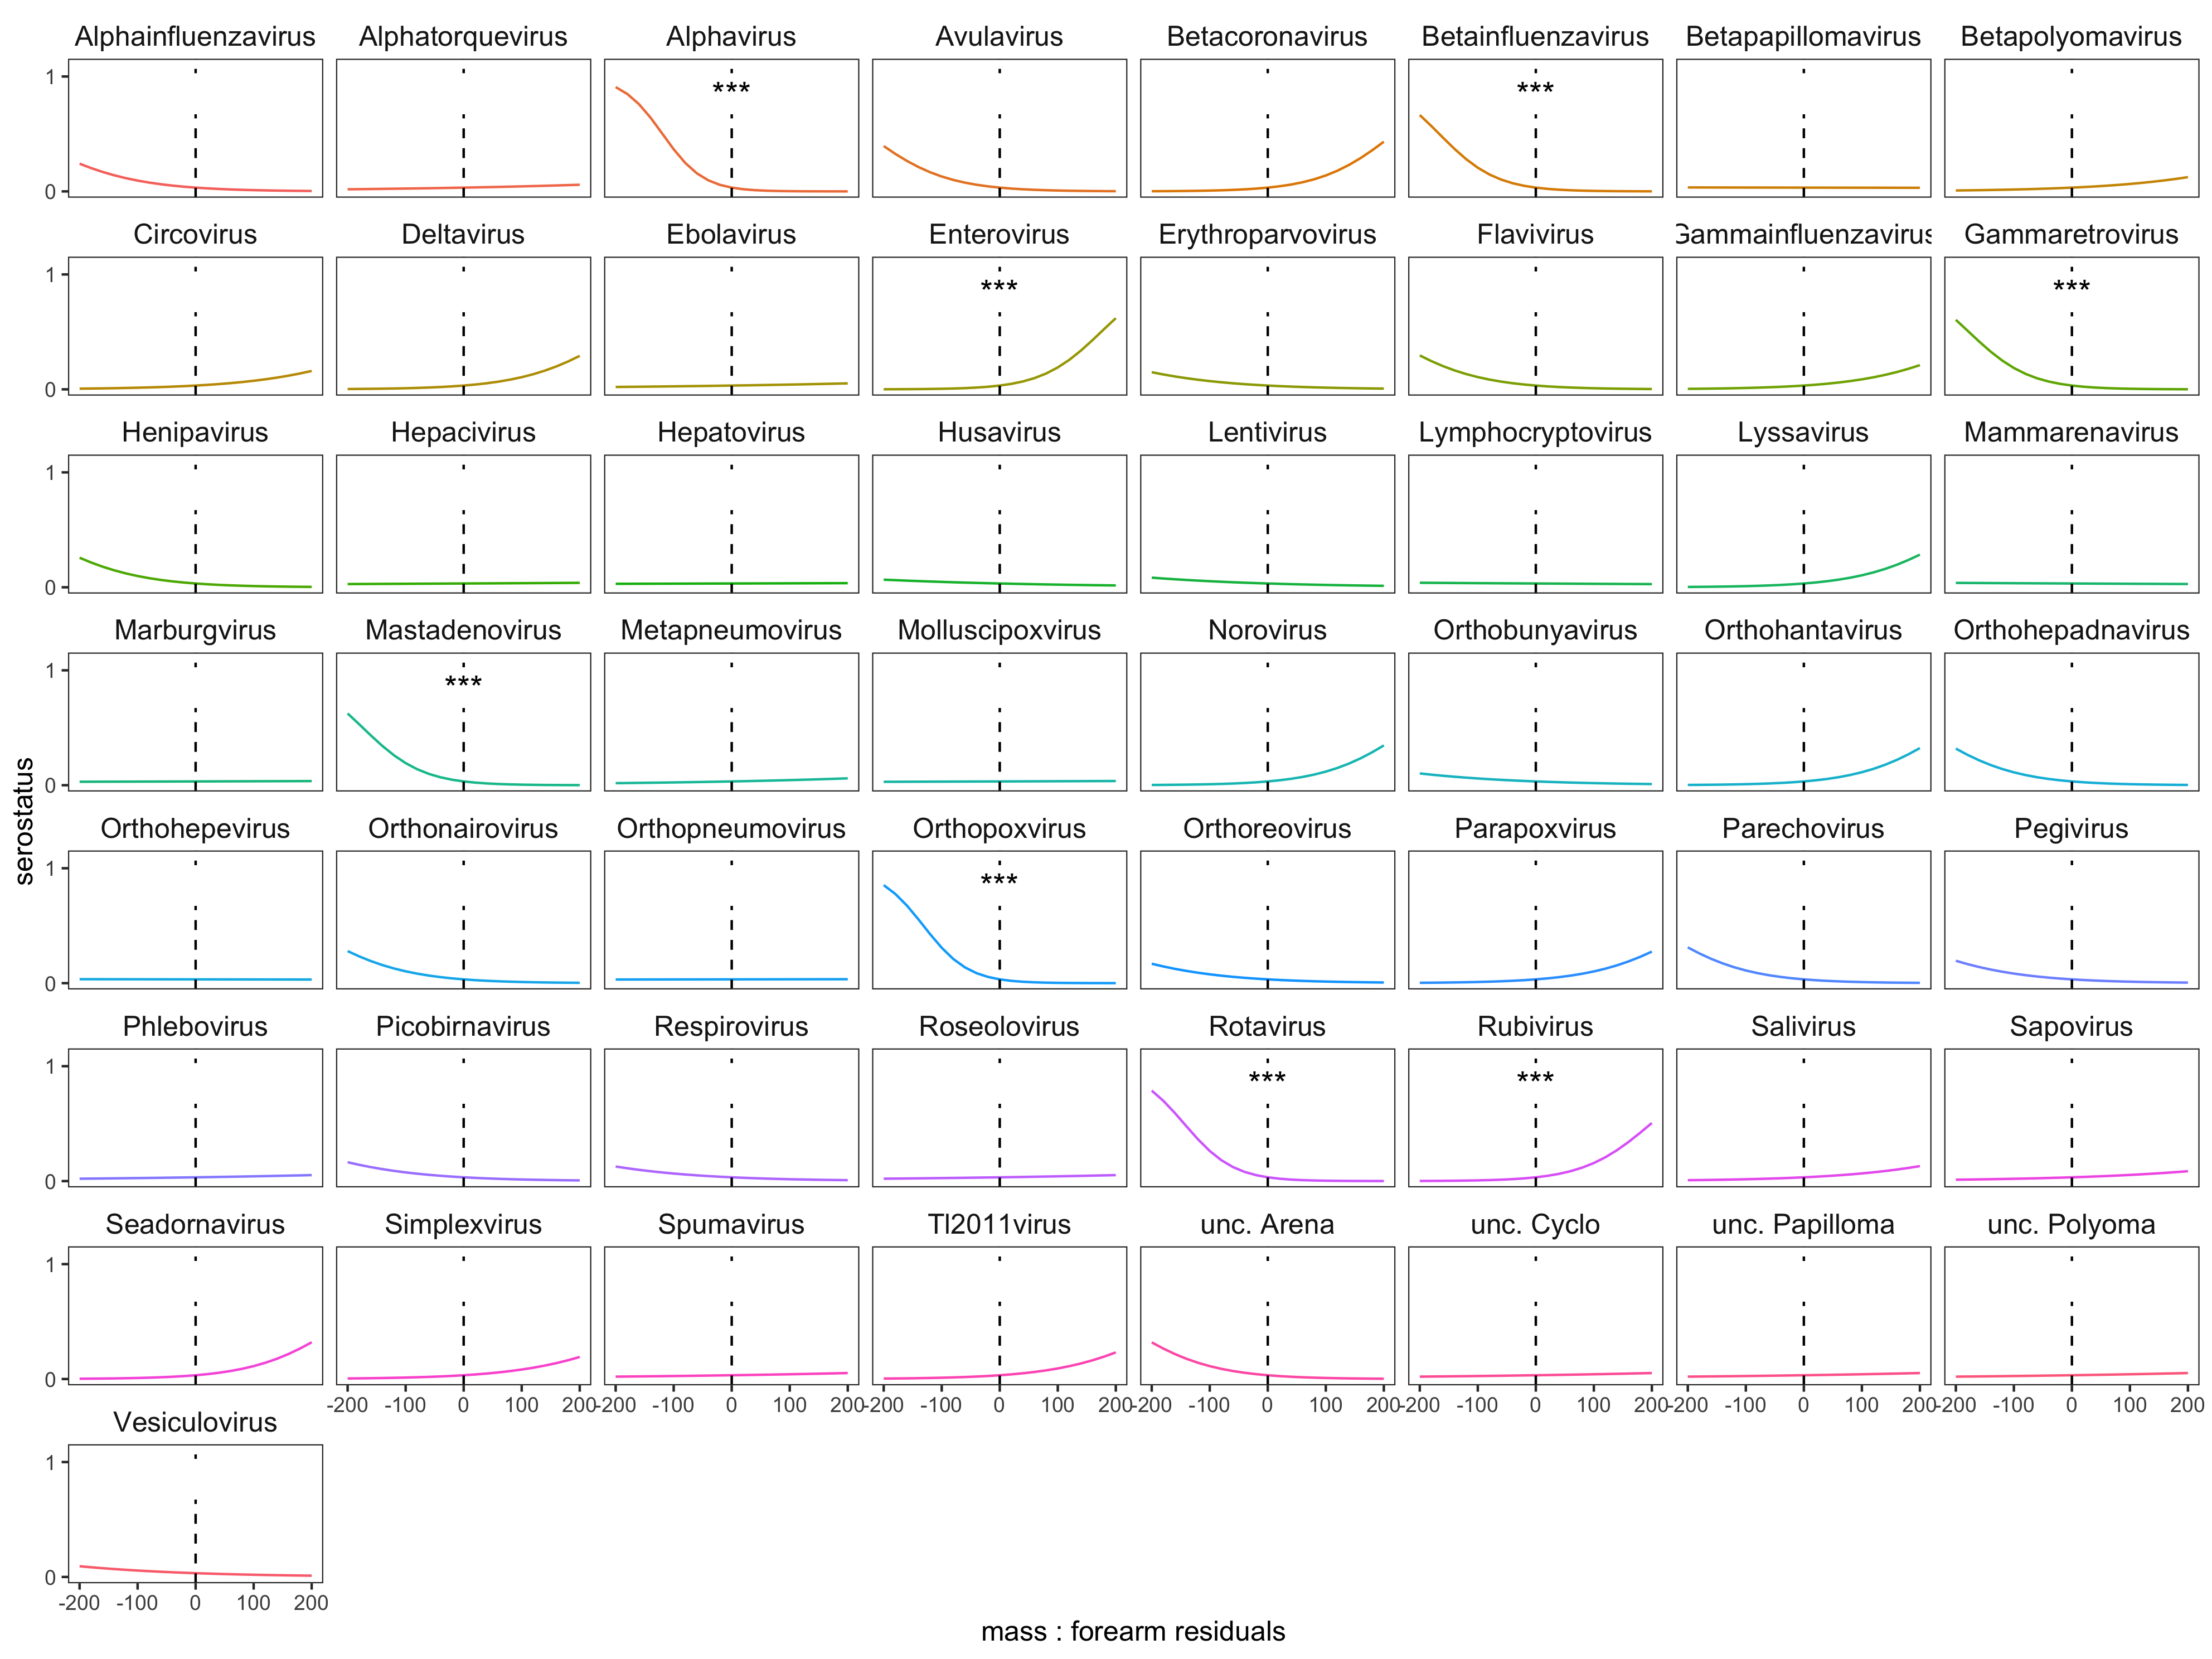 Alphainfluenzavirus Alphatorquevirus Alphavirus Avulavirus Betacoronavirus Betainfluenzavirus Betapapillomavirus Betapolyomavirus
1
*** ***
0
Circovirus Deltavirus Ebolavirus Enterovirus Erythroparvovirus Flavivirus Gammainfluenzavirus Gammaretrovirus
1
*** ***
0
Henipavirus Hepacivirus Hepatovirus Husavirus Lentivirus Lymphocryptovirus Lyssavirus Mammarenavirus
1
0
Marburgvirus Mastadenovirus Metapneumovirus Molluscipoxvirus Norovirus Orthobunyavirus Orthohantavirus Orthohepadnavirus
1
***
0
serostatus
Orthohepevirus Orthonairovirus Orthopneumovirus Orthopoxvirus Orthoreovirus Parapoxvirus Parechovirus Pegivirus
1
***
0
Phlebovirus Picobirnavirus Respirovirus Roseolovirus Rotavirus Rubivirus Salivirus Sapovirus
1
*** ***
0
Seadornavirus Simplexvirus Spumavirus Tl2011virus unc. Arena unc. Cyclo unc. Papilloma unc. Polyoma
1
0
-200 -100 0 100 200 -200 -100 0 100 200 -200 -100 0 100 200 -200 -100 0 100 200 -200 -100 0 100 200 -200 -100 0 100 200 -200 -100 0 100 200
Vesiculovirus
1
0
-200 -100 0 100 200
mass : forearm residuals